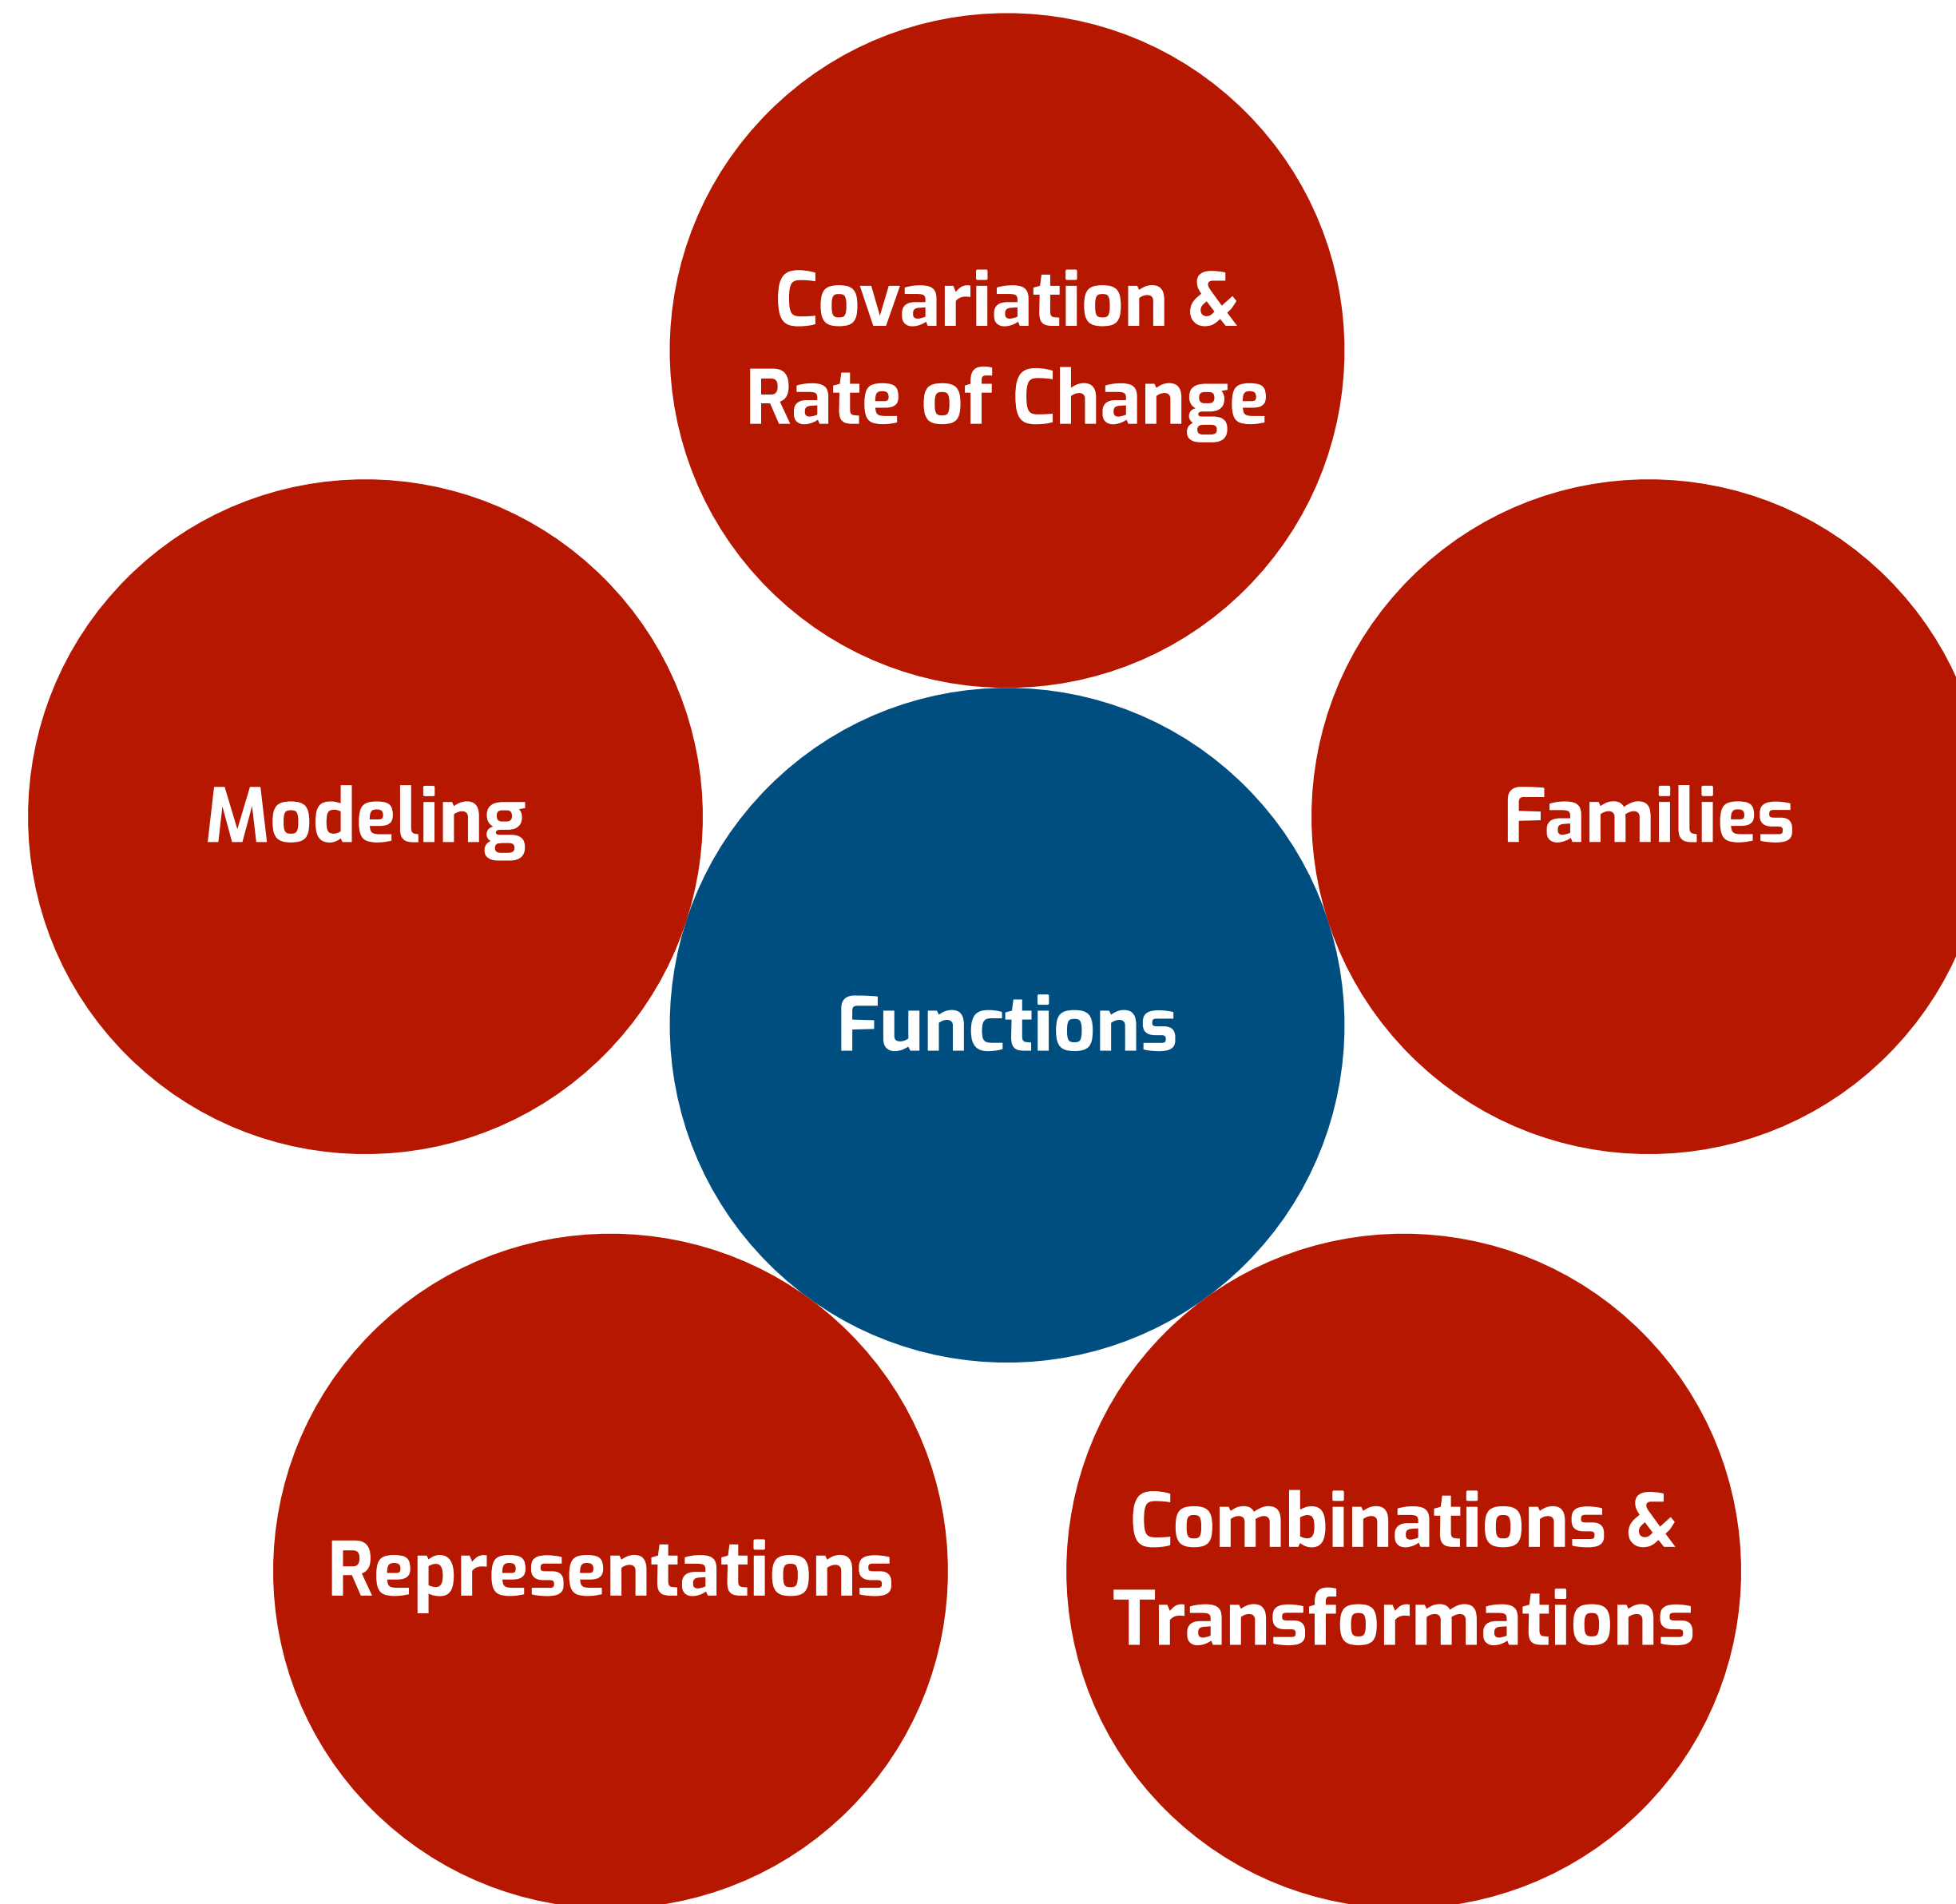 Covariation &
Rate of Change
Modeling
Families
Functions
Representations
Combinations &
Transformations